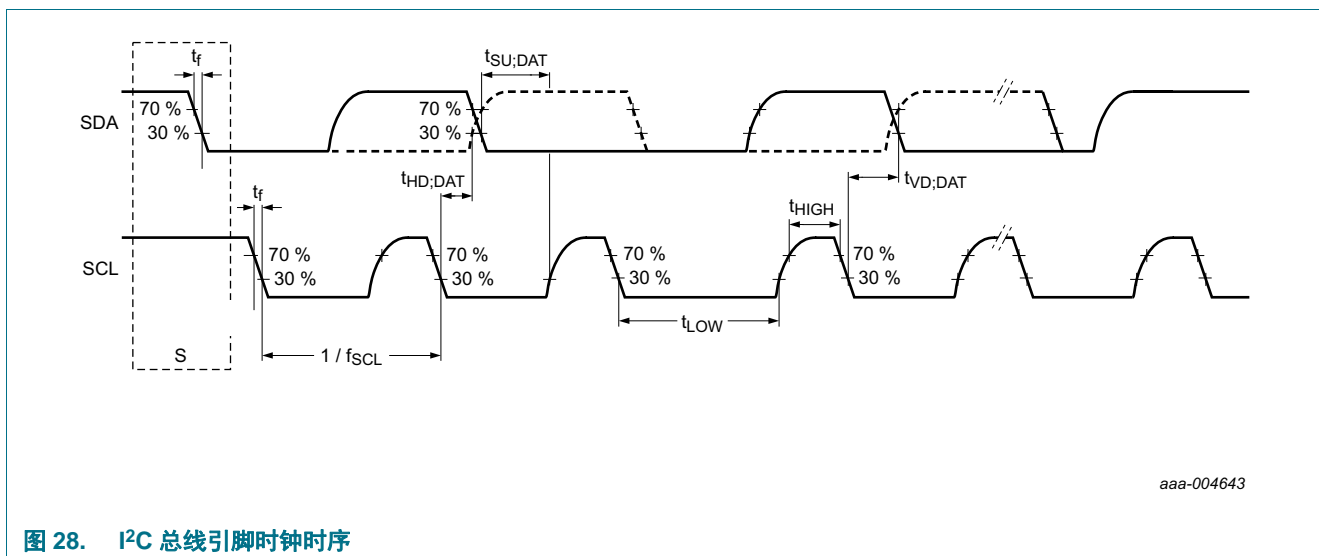 tf
tSU;DAT
SDA
70 %
30 %
70 %
30 %
tHD;DAT
tf
tVD;DAT
tHIGH
SCL
70 %
30 %
70 %
30 %
70 %
30 %
70 %
30 %
tLOW
S
1 / fSCL
aaa-004643
图 28. I²C 总线引脚时钟时序